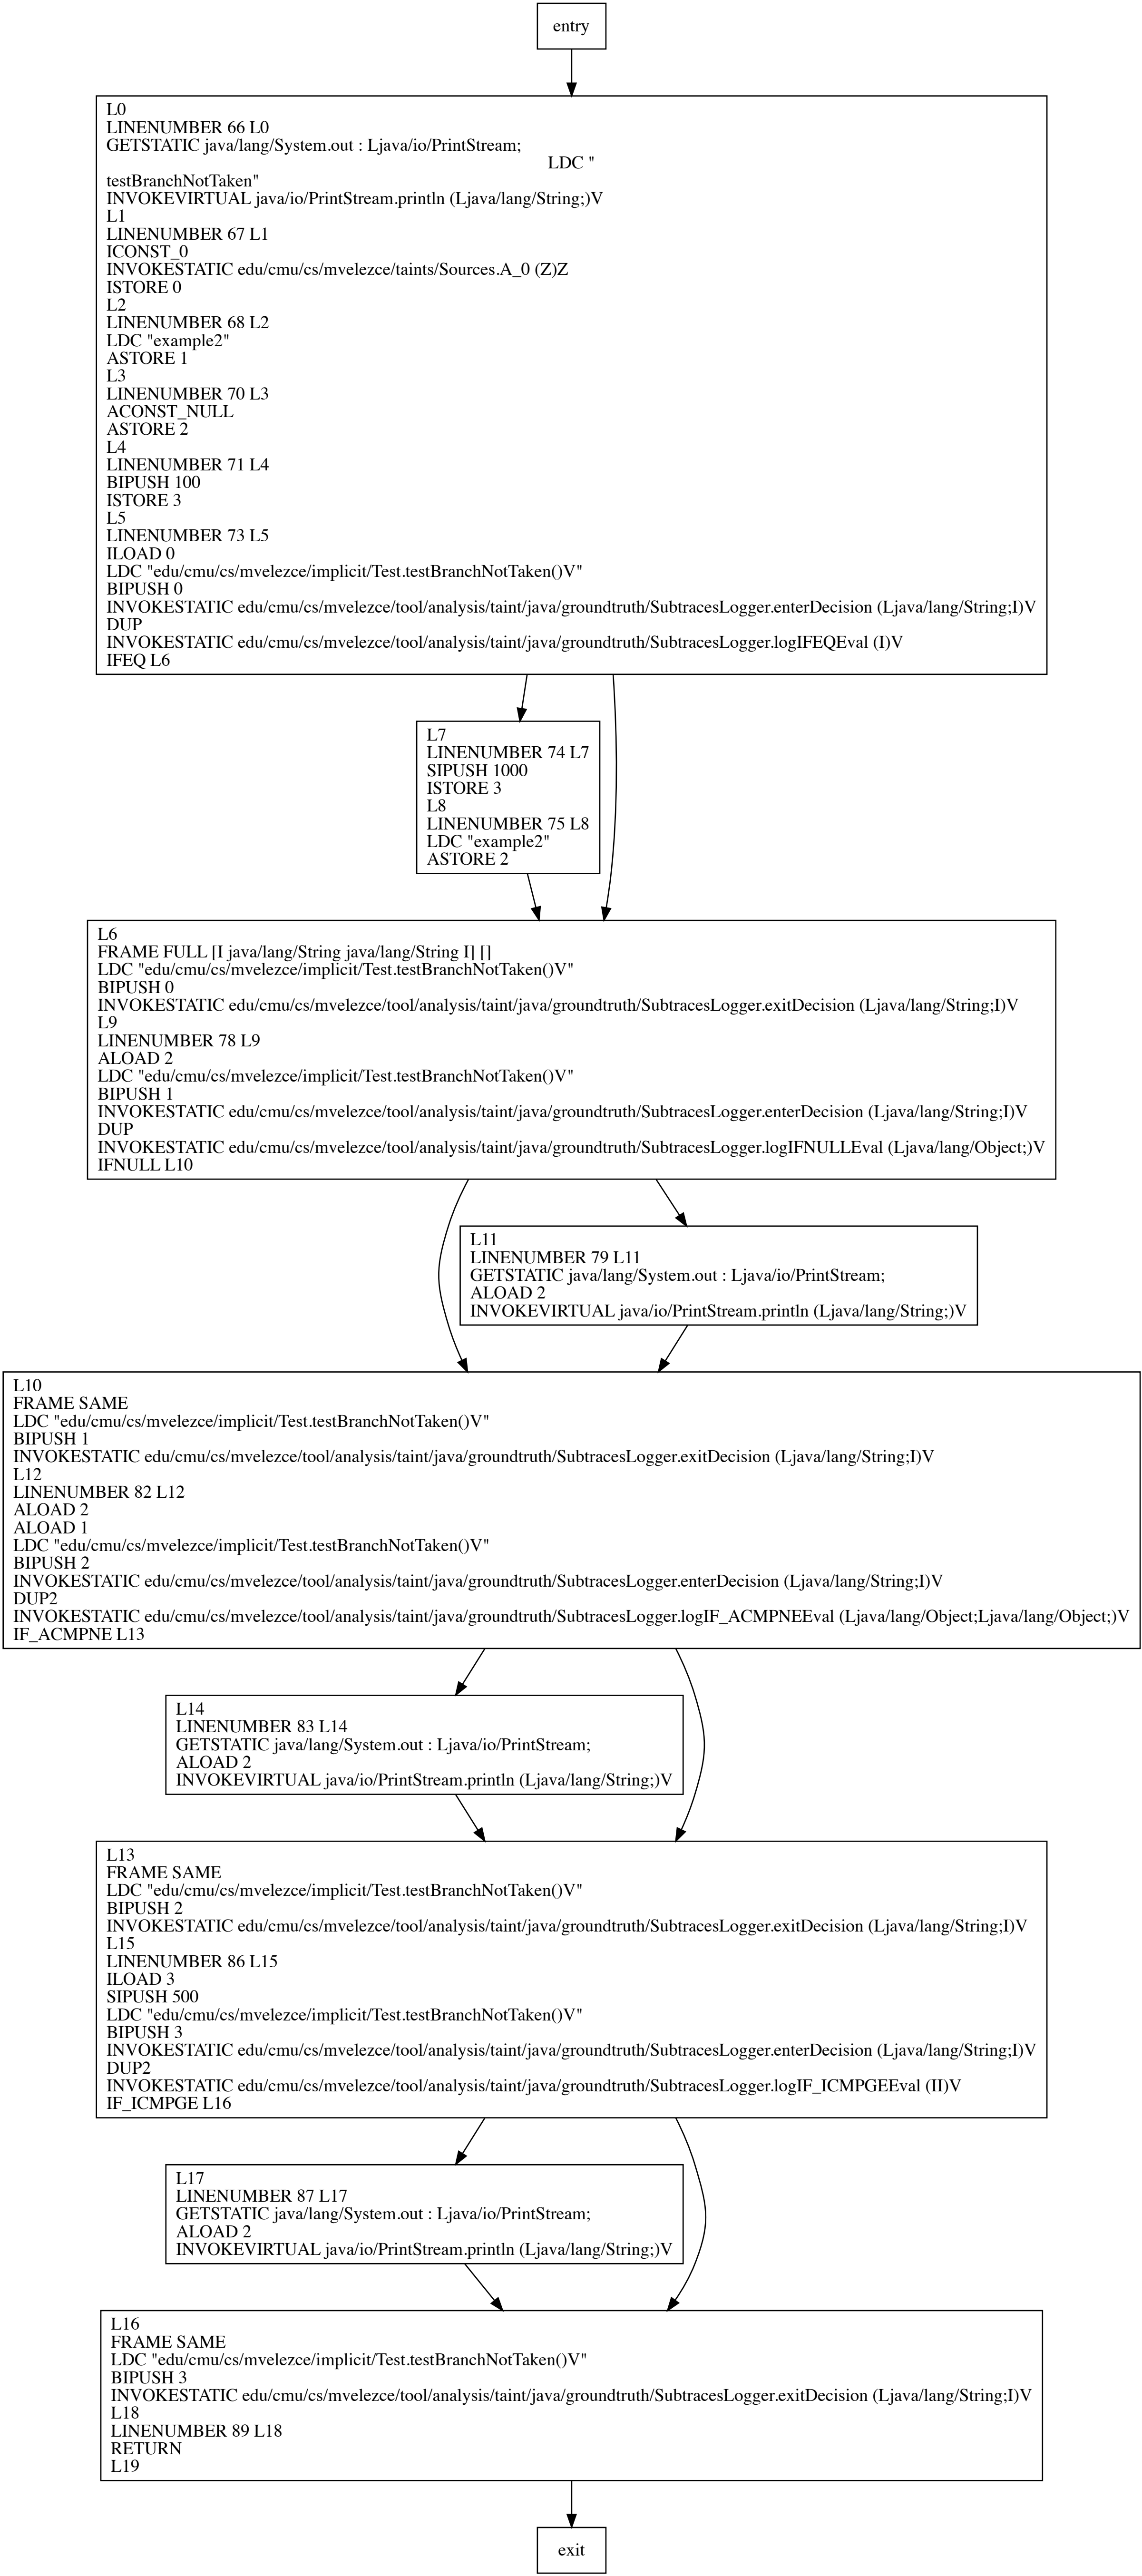 entry
L0
LINENUMBER 66 L0
GETSTATIC java/lang/System.out : Ljava/io/PrintStream;
LDC "
testBranchNotTaken"
INVOKEVIRTUAL java/io/PrintStream.println (Ljava/lang/String;)V
L1
LINENUMBER 67 L1
ICONST_0
INVOKESTATIC edu/cmu/cs/mvelezce/taints/Sources.A_0 (Z)Z
ISTORE 0
L2
LINENUMBER 68 L2
LDC "example2"
ASTORE 1
L3
LINENUMBER 70 L3
ACONST_NULL
ASTORE 2
L4
LINENUMBER 71 L4
BIPUSH 100
ISTORE 3
L5
LINENUMBER 73 L5
ILOAD 0
LDC "edu/cmu/cs/mvelezce/implicit/Test.testBranchNotTaken()V"
BIPUSH 0
INVOKESTATIC edu/cmu/cs/mvelezce/tool/analysis/taint/java/groundtruth/SubtracesLogger.enterDecision (Ljava/lang/String;I)V
DUP
INVOKESTATIC edu/cmu/cs/mvelezce/tool/analysis/taint/java/groundtruth/SubtracesLogger.logIFEQEval (I)V
IFEQ L6
L7
LINENUMBER 74 L7
SIPUSH 1000
ISTORE 3
L8
LINENUMBER 75 L8
LDC "example2"
ASTORE 2
L6
FRAME FULL [I java/lang/String java/lang/String I] []
LDC "edu/cmu/cs/mvelezce/implicit/Test.testBranchNotTaken()V"
BIPUSH 0
INVOKESTATIC edu/cmu/cs/mvelezce/tool/analysis/taint/java/groundtruth/SubtracesLogger.exitDecision (Ljava/lang/String;I)V
L9
LINENUMBER 78 L9
ALOAD 2
LDC "edu/cmu/cs/mvelezce/implicit/Test.testBranchNotTaken()V"
BIPUSH 1
INVOKESTATIC edu/cmu/cs/mvelezce/tool/analysis/taint/java/groundtruth/SubtracesLogger.enterDecision (Ljava/lang/String;I)V
DUP
INVOKESTATIC edu/cmu/cs/mvelezce/tool/analysis/taint/java/groundtruth/SubtracesLogger.logIFNULLEval (Ljava/lang/Object;)V
IFNULL L10
L11
LINENUMBER 79 L11
GETSTATIC java/lang/System.out : Ljava/io/PrintStream;
ALOAD 2
INVOKEVIRTUAL java/io/PrintStream.println (Ljava/lang/String;)V
L10
FRAME SAME
LDC "edu/cmu/cs/mvelezce/implicit/Test.testBranchNotTaken()V"
BIPUSH 1
INVOKESTATIC edu/cmu/cs/mvelezce/tool/analysis/taint/java/groundtruth/SubtracesLogger.exitDecision (Ljava/lang/String;I)V
L12
LINENUMBER 82 L12
ALOAD 2
ALOAD 1
LDC "edu/cmu/cs/mvelezce/implicit/Test.testBranchNotTaken()V"
BIPUSH 2
INVOKESTATIC edu/cmu/cs/mvelezce/tool/analysis/taint/java/groundtruth/SubtracesLogger.enterDecision (Ljava/lang/String;I)V
DUP2
INVOKESTATIC edu/cmu/cs/mvelezce/tool/analysis/taint/java/groundtruth/SubtracesLogger.logIF_ACMPNEEval (Ljava/lang/Object;Ljava/lang/Object;)V
IF_ACMPNE L13
L14
LINENUMBER 83 L14
GETSTATIC java/lang/System.out : Ljava/io/PrintStream;
ALOAD 2
INVOKEVIRTUAL java/io/PrintStream.println (Ljava/lang/String;)V
L13
FRAME SAME
LDC "edu/cmu/cs/mvelezce/implicit/Test.testBranchNotTaken()V"
BIPUSH 2
INVOKESTATIC edu/cmu/cs/mvelezce/tool/analysis/taint/java/groundtruth/SubtracesLogger.exitDecision (Ljava/lang/String;I)V
L15
LINENUMBER 86 L15
ILOAD 3
SIPUSH 500
LDC "edu/cmu/cs/mvelezce/implicit/Test.testBranchNotTaken()V"
BIPUSH 3
INVOKESTATIC edu/cmu/cs/mvelezce/tool/analysis/taint/java/groundtruth/SubtracesLogger.enterDecision (Ljava/lang/String;I)V
DUP2
INVOKESTATIC edu/cmu/cs/mvelezce/tool/analysis/taint/java/groundtruth/SubtracesLogger.logIF_ICMPGEEval (II)V
IF_ICMPGE L16
L17
LINENUMBER 87 L17
GETSTATIC java/lang/System.out : Ljava/io/PrintStream;
ALOAD 2
INVOKEVIRTUAL java/io/PrintStream.println (Ljava/lang/String;)V
L16
FRAME SAME
LDC "edu/cmu/cs/mvelezce/implicit/Test.testBranchNotTaken()V"
BIPUSH 3
INVOKESTATIC edu/cmu/cs/mvelezce/tool/analysis/taint/java/groundtruth/SubtracesLogger.exitDecision (Ljava/lang/String;I)V
L18
LINENUMBER 89 L18
RETURN
L19
exit